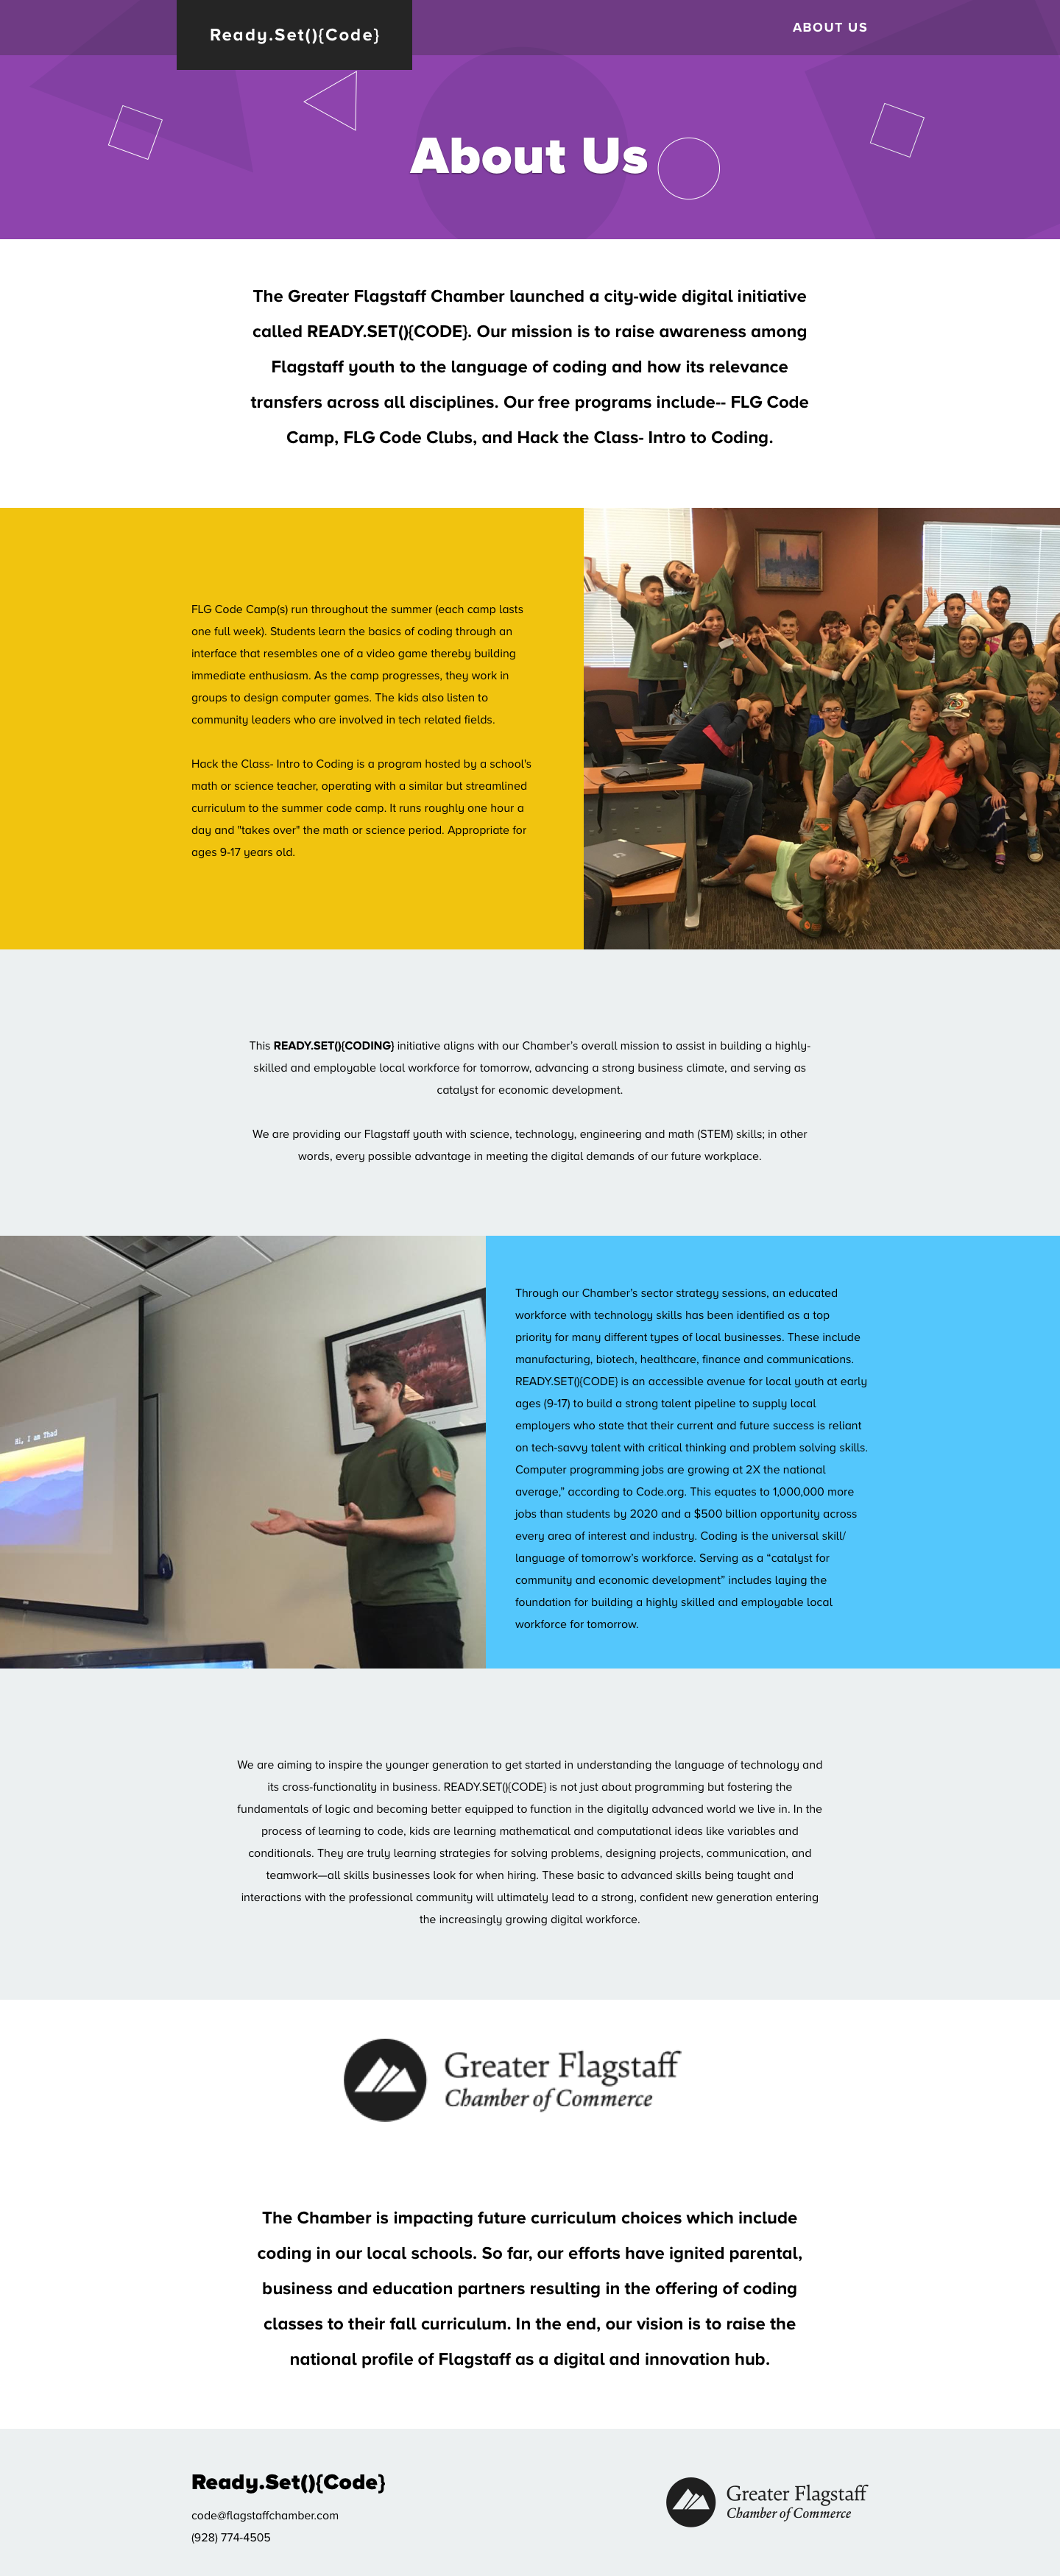 Ready.Set(){Code}
ABOUT US
About Us
The Greater Flagstaff Chamber launched a city-wide digital initiative
called READY.SET(){CODE}. Our mission is to raise awareness among
Flagstaff youth to the language of coding and how its relevance
transfers across all disciplines. Our free programs include-- FLG Code
Camp, FLG Code Clubs, and Hack the Class- Intro to Coding.
FLG Code Camp(s) run throughout the summer (each camp lasts
one full week). Students learn the basics of coding through an
interface that resembles one of a video game thereby building
immediate enthusiasm. As the camp progresses, they work in
groups to design computer games. The kids also listen to
community leaders who are involved in tech related fields.
Hack the Class- Intro to Coding is a program hosted by a school's
math or science teacher, operating with a similar but streamlined
curriculum to the summer code camp. It runs roughly one hour a
day and "takes over" the math or science period. Appropriate for
ages 9-17 years old.
This READY.SET(){CODING} initiative aligns with our Chamber's overall mission to assist in building a highly-
skilled and employable local workforce for tomorrow, advancing a strong business climate, and serving as
catalyst for economic development.
We are providing our Flagstaff youth with science, technology, engineering and math (STEM) skills; in other
words, every possible advantage in meeting the digital demands of our future workplace.
Hi, I am Thad
Through our Chamber's sector strategy sessions, an educated
workforce with technology skills has been identified as a top
priority for many different types of local businesses. These include
manufacturing, biotech, healthcare, finance and communications.
READY.SET(){CODE} is an accessible avenue for local youth at early
ages (9-17) to build a strong talent pipeline to supply local
employers who state that their current and future success is reliant
on tech-savvy talent with critical thinking and problem solving skills.
Computer programming jobs are growing at 2X the national
average," according to Code.org. This equates to 1,000,000 more
jobs than students by 2020 and a $500 billion opportunity across
every area of interest and industry. Coding is the universal skill/
language of tomorrow's workforce. Serving as a “catalyst for
community and economic development” includes laying the
foundation for building a highly skilled and employable local
workforce for tomorrow.
We are aiming to inspire the younger generation to get started in understanding the language of technology and
its cross-functionality in business. READY.SET(){CODE} is not just about programming but fostering the
fundamentals of logic and becoming better equipped to function in the digitally advanced world we live in. In the
process of learning to code, kids are learning mathematical and computational ideas like variables and
conditionals. They are truly learning strategies for solving problems, designing projects, communication, and
teamwork—all skills businesses look for when hiring. These basic to advanced skills being taught and
interactions with the professional community will ultimately lead to a strong, confident new generation entering
the increasingly growing digital workforce.
Greater Flagstaff
Chamber of Commerce
The Chamber is impacting future curriculum choices which include
coding in our local schools. So far, our efforts have ignited parental,
business and education partners resulting in the offering of coding
classes to their fall curriculum. In the end, our vision is to raise the
national profile of Flagstaff as a digital and innovation hub.
Ready.Set(){Code}
code@flagstaffchamber.com
(928) 774-4505
Greater Flagstaff
Chamber of Commerce